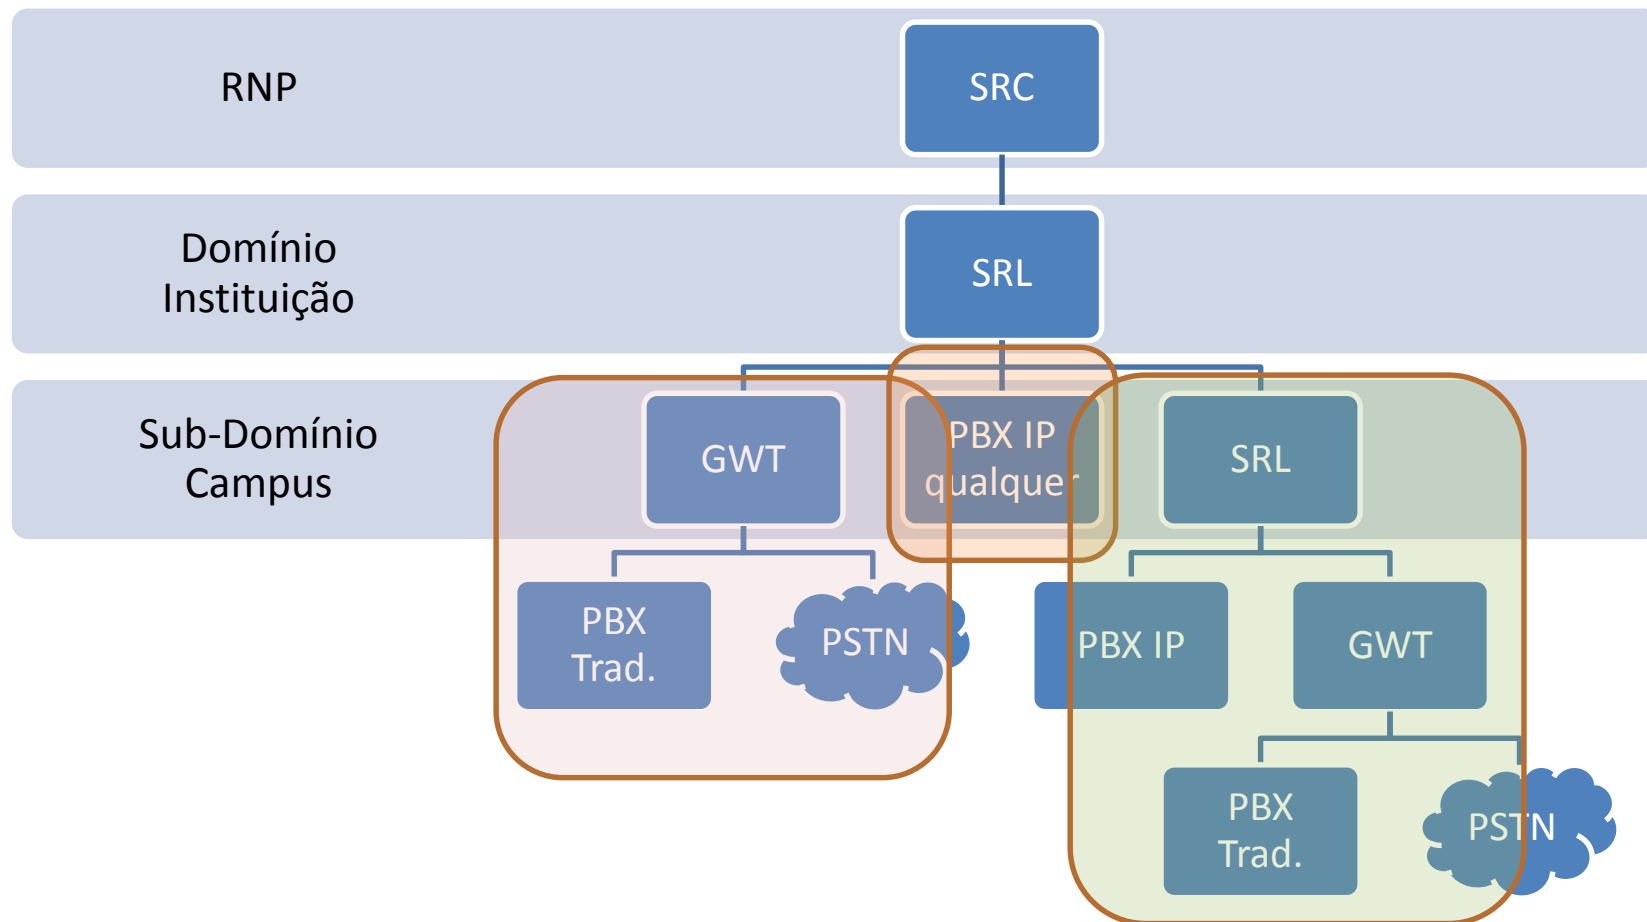 RNP
SRC
Domínio
Instituição
SRL
Sub-Domínio
Campus
GWT
PBX IP
qualquer
SRL
PBX
Trad.
PSTN
PBX IP
GWT
PBX
Trad.
PSTN